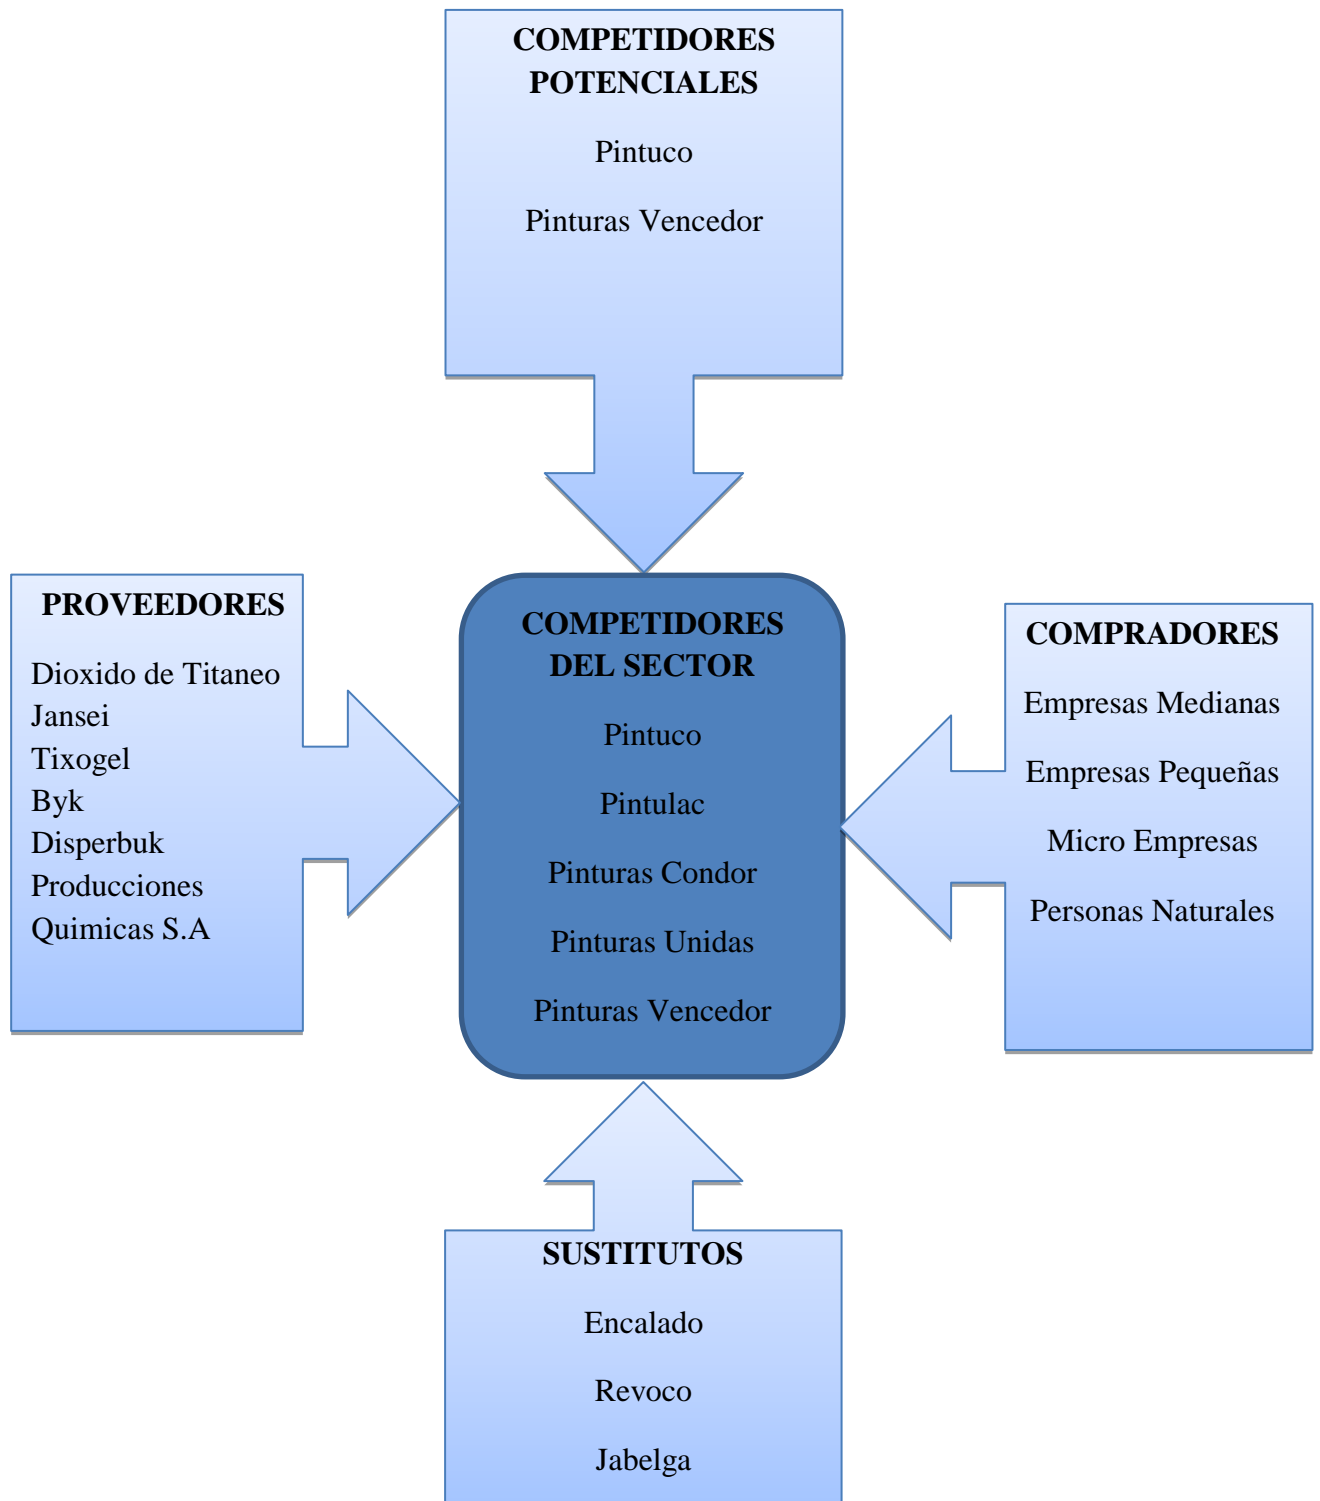 COMPETIDORES
POTENCIALES
Pintuco
Pinturas Vencedor
PROVEEDORES
Dioxido de Titaneo
Jansei
Tixogel
Byk
Disperbuk
Producciones
Quimicas S.A
COMPETIDORES
DEL SECTOR
Pintuco
Pintulac
Pinturas Condor
Pinturas Unidas
Pinturas Vencedor
COMPRADORES
Empresas Medianas
Empresas Pequeñas
Micro Empresas
Personas Naturales
SUSTITUTOS
Encalado
Revoco
Jabelga